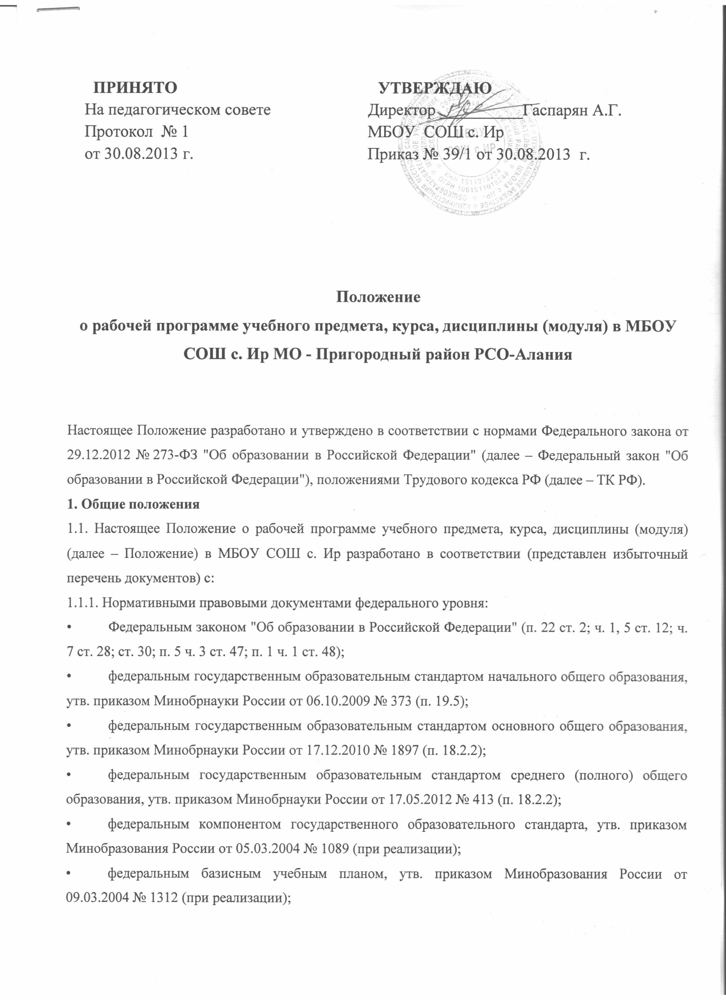 ПРИНЯТО
На педагогическом совете
Протокол № 1
от 30.08.2013 г.
УТВЕРЖДАЮ
Директор __________Гаспарян А.Г.
МБОУ СОШ с. Ир
Приказ № 39/1 от 30.08.2013 г.
МБОУ
СОШ с.ИР
ИНН 1511015224
ОГРН 1061511018249
Положение
о рабочей программе учебного предмета, курса, дисциплины (модуля) в МБОУ
СОШ с. Ир МО - Пригородный район РСО-Алания
Настоящее Положение разработано и утверждено в соответствии с нормами Федерального закона от
29.12.2012 № 273-ФЗ "Об образовании в Российской Федерации" (далее – Федеральный закон "Об
образовании в Российской Федерации"), положениями Трудового кодекса РФ (далее – ТК РФ).
1. Общие положения
1.1. Настоящее Положение о рабочей программе учебного предмета, курса, дисциплины (модуля)
(далее – Положение) в МБОУ СОШ с. Ир разработано в соответствии (представлен избыточный
перечень документов) с:
1.1.1. Нормативными правовыми документами федерального уровня:
• Федеральным законом "Об образовании в Российской Федерации" (п. 22 ст. 2; ч. 1, 5 ст. 12; ч.
7 ст. 28; ст. 30; п. 5 ч. 3 ст. 47; п. 1 ч. 1 ст. 48);
• федеральным государственным образовательным стандартом начального общего образования,
утв. приказом Минобрнауки России от 06.10.2009 № 373 (п. 19.5);
• федеральным государственным образовательным стандартом основного общего образования,
утв. приказом Минобрнауки России от 17.12.2010 № 1897 (п. 18.2.2);
• федеральным государственным образовательным стандартом среднего (полного) общего
образования, утв. приказом Минобрнауки России от 17.05.2012 № 413 (п. 18.2.2);
• федеральным компонентом государственного образовательного стандарта, утв. приказом
Минобразования России от 05.03.2004 № 1089 (при реализации);
• федеральным базисным учебным планом, утв. приказом Минобразования России от
09.03.2004 № 1312 (при реализации);